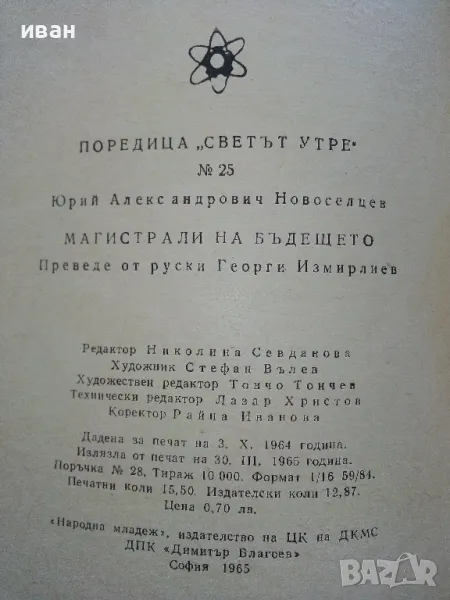 иван
ПОРЕДИЦА „СВЕТЪТ УТРЕ“
№ 25
Юрий Александрович Новоселцев
МАГИСТРАЛИ НА БЪДЕЩЕТО
Преведе от руски Георги Измирлиев
Редактор Николина Севданова
Художник Стефан Вълев
Художествен редактор Тончо Тончев
Технически редактор Лазар Христов
Коректор Райна Иванова
Дадена за печат на 3. X. 1964 година.
Излязла от печат на 30. III. 1965 година.
Поръчка № 28. Тираж 10 000. Формат 1/16 59/84.
Печатни коли 15,50. Издателски коли 12,87.
Цена 0,70 лв.
«Народна младеж», издателство на ЦК на ДКМС
ДПК «Димитър Благоев»
София 1965
BAZAR.BG